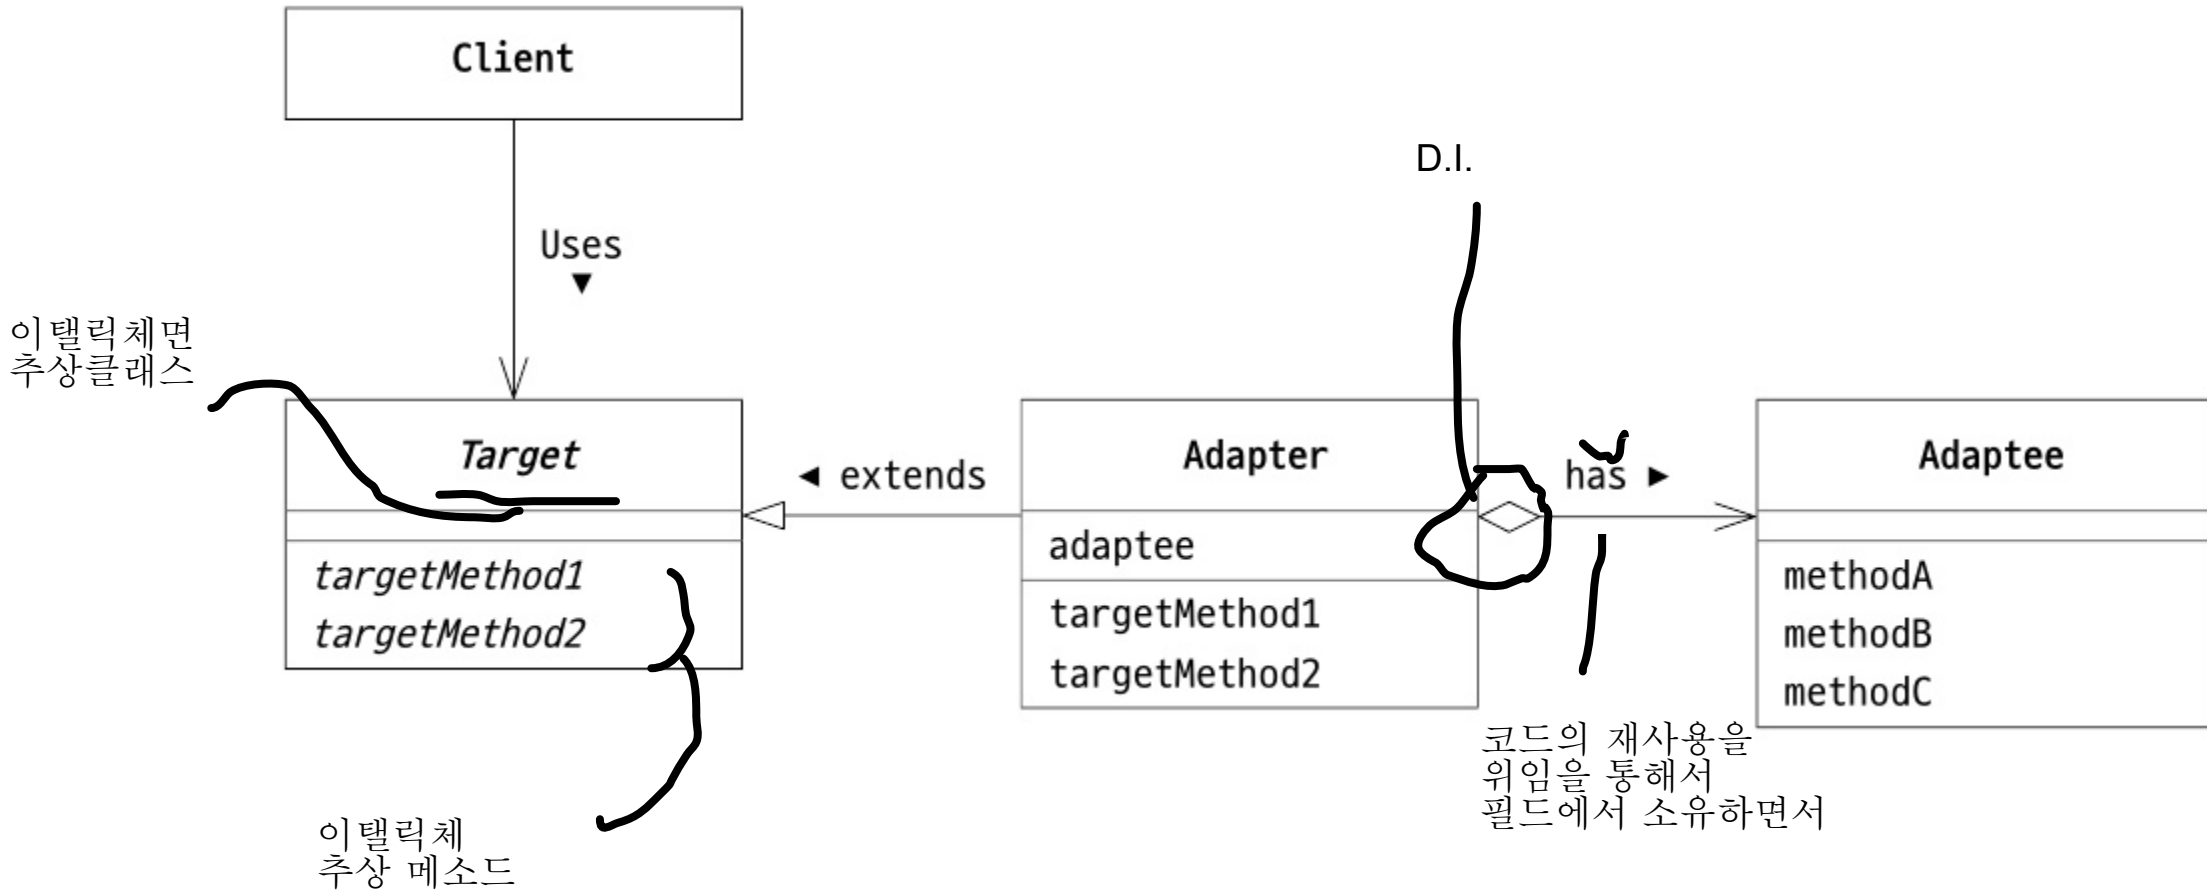 Client
D.I.
Uses
▼
이탤릭체면
추상클래스
Target
◄ extends
Adapter
has ►
Adaptee
targetMethod1
targetMethod2
adaptee
targetMethod1
targetMethod2
methodA
methodB
methodC
코드의 재사용을
위임을 통해서
필드에서 소유하면서
이탤릭체
추상 메소드